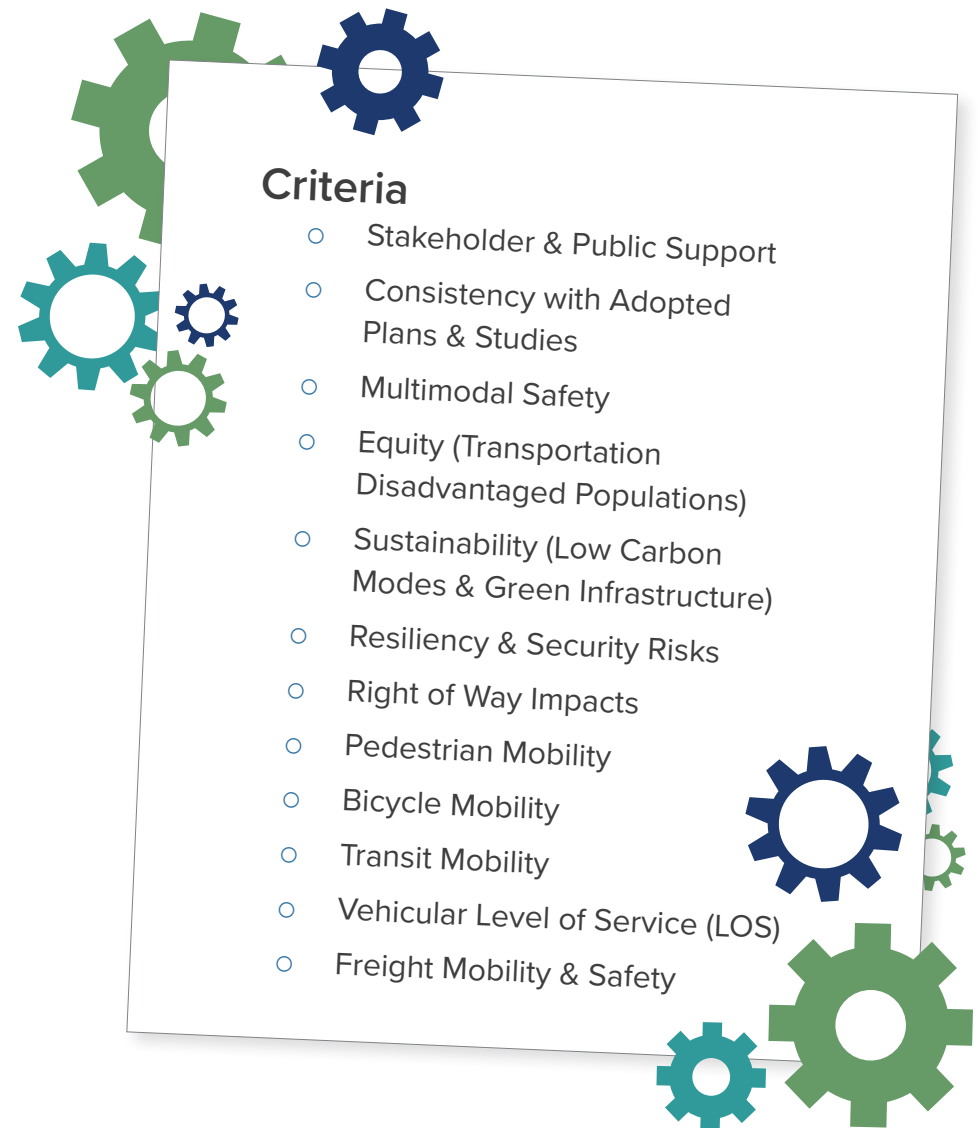 Criteria
Stakeholder & Public Support
Consistency with Adopted
Plans & Studies
Multimodal Safety
Equity (Transportation
Disadvantaged Populations)
Sustainability (Low Carbon
Modes & Green Infrastructure)
Resiliency & Security Risks
Right of Way Impacts
Pedestrian Mobility
Bicycle Mobility
Transit Mobility
Vehicular Level of Service (LOS)
Freight Mobility & Safety